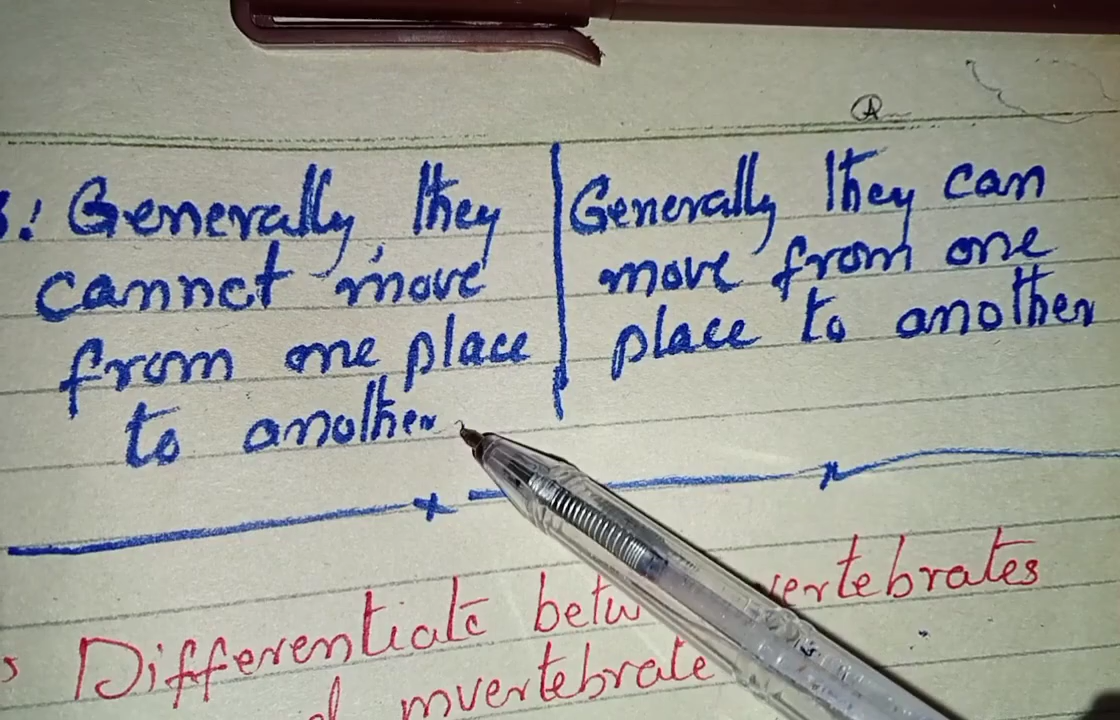 3! Generally they
cannot move
from one place
to another
Generally they can
move from one
place to another
A
Differentiate vertebrates
invertebrate